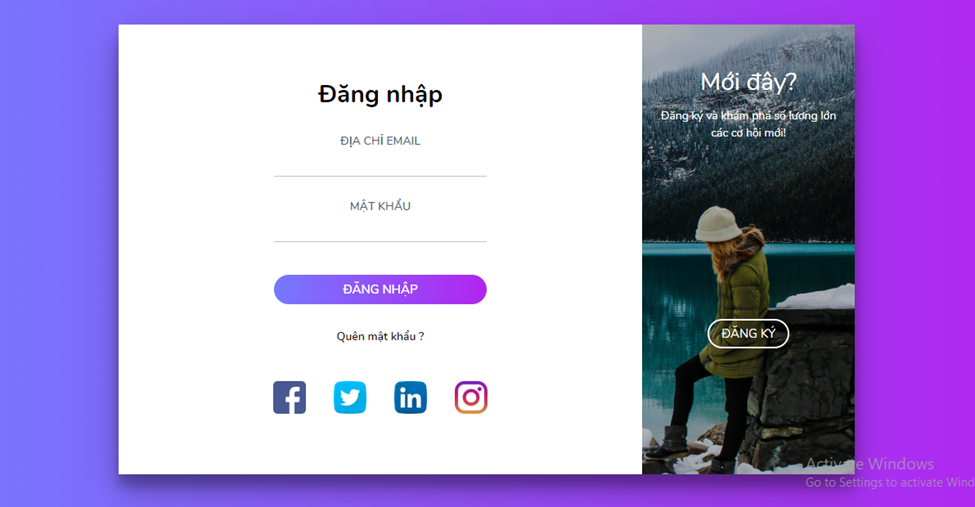 Đăng nhập
ĐỊA CHỈ EMAIL
MẬT KHẨU
ĐĂNG NHẬP
Quên mật khẩu ?
Mới đây?
Đăng ký và khám phá số lượng lớn
các cơ hội mới!
ĐĂNG KÝ
Activate Windows
Go to Settings to activate Wind